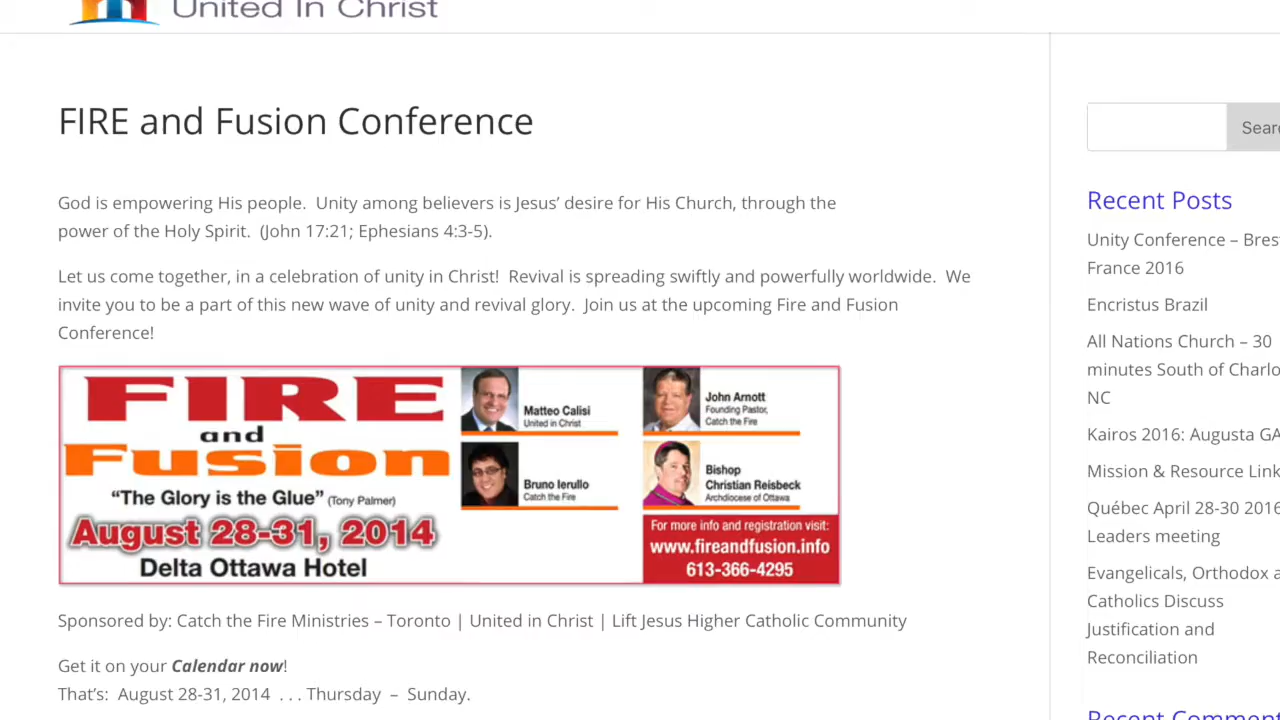 United In Christ
FIRE and Fusion Conference
God is empowering His people.  Unity among believers is Jesus’ desire for His Church, through the
power of the Holy Spirit.  (John 17:21; Ephesians 4:3-5).
Let us come together, in a celebration of unity in Christ!  Revival is spreading swiftly and powerfully worldwide.  We
invite you to be a part of this new wave of unity and revival glory.  Join us at the upcoming Fire and Fusion
Conference!
FIRE
and
Fusion
“The Glory is the Glue” (Tony Palmer)
August 28-31, 2014
Delta Ottawa Hotel
Matteo Calisi
United in Christ
Bruno Ierullo
Catch the Fire
John Arnott
Founding Pastor,
Catch the Fire
Bishop
Christian Reisbeck
Archdiocese of Ottawa
For more info and registration visit:
www.fireandfusion.info
613-366-4295
Sponsored by: Catch the Fire Ministries – Toronto | United in Christ | Lift Jesus Higher Catholic Community
Get it on your Calendar now!
That’s:  August 28-31, 2014  . . . Thursday  –  Sunday.
Sear
Recent Posts
Unity Conference – Bres
France 2016
Encristus Brazil
All Nations Church – 30
minutes South of Charlo
NC
Kairos 2016: Augusta GA
Mission & Resource Link
Québec April 28-30 2016
Leaders meeting
Evangelicals, Orthodox a
Catholics Discuss
Justification and
Reconciliation
Recent Comment